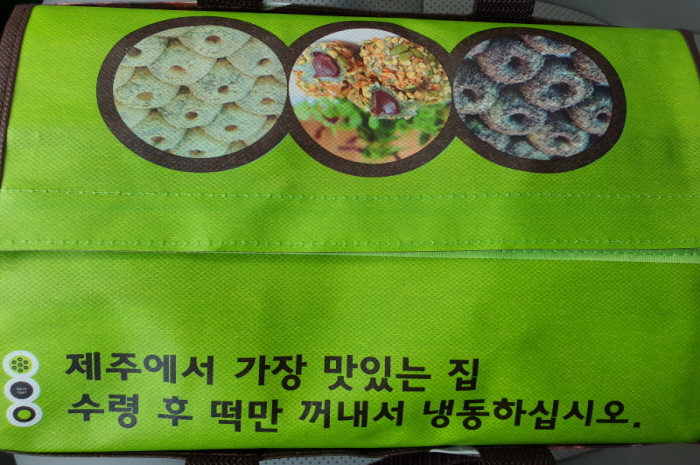 제주에서 가장 맛있는 집
수령 후 떡만 꺼내서 냉동하십시오.